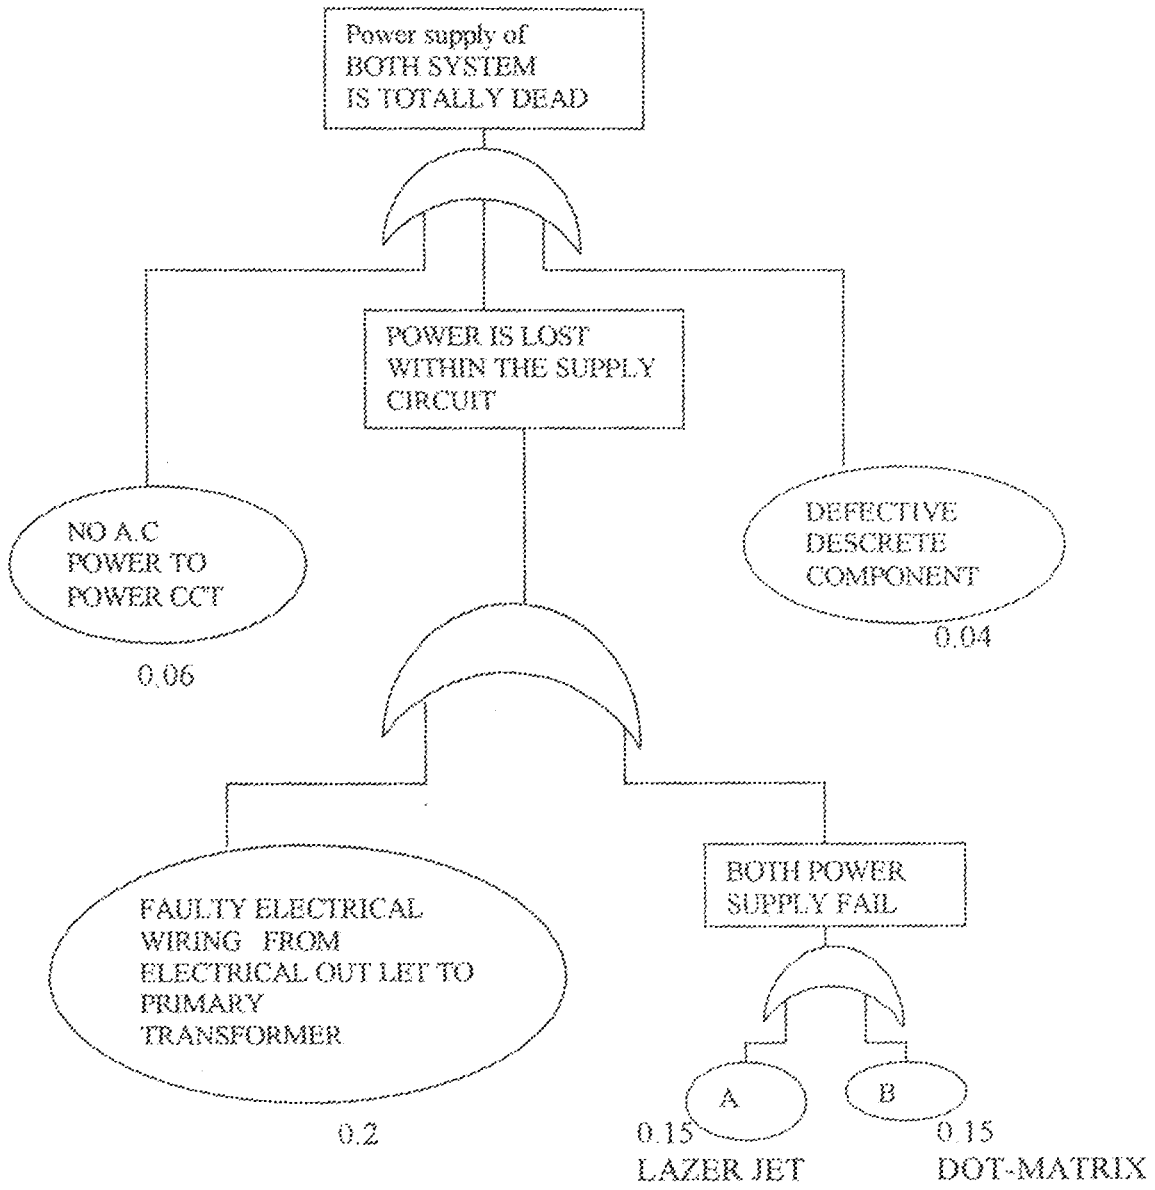 Power supply of
BOTH SYSTEM
IS TOTALLY DEAD
POWER IS LOST
WITHIN THE SUPPLY
CIRCUIT
NO A.C
POWER TO
POWER CCT
0.06
DEFECTIVE
DESCRETE
COMPONENT
0.04
FAULTY ELECTRICAL
WIRING FROM
ELECTRICAL OUT LET TO
PRIMARY
TRANSFORMER
0.2
BOTH POWER
SUPPLY FAIL
A
B
0.15
LAZER JET
0.15
DOT-MATRIX